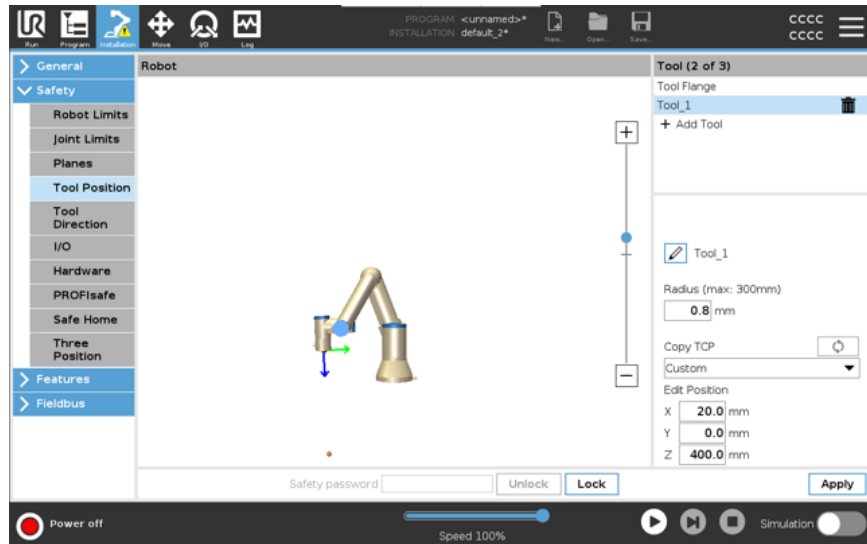 PROGRAM <unnamed>*
INSTALLATION default_2*
UR
Run
Program
Installation
Move
I/O
Log
New...
Open...
Save...
CCCC
CCCC
General
Safety
Robot Limits
Joint Limits
Planes
Tool Position
Tool
Direction
I/O
Hardware
PROFIsafe
Safe Home
Three
Position
Features
Fieldbus
Robot
Tool (2 of 3)
Tool Flange
Tool_1
+ Add Tool
Tool_1
Radius (max: 300mm)
0.8 mm
Copy TCP
Custom
Edit Position
X 20.0 mm
Y 0.0 mm
Z 400.0 mm
Safety password
Unlock
Lock
Apply
Power off
Speed 100%
Simulation